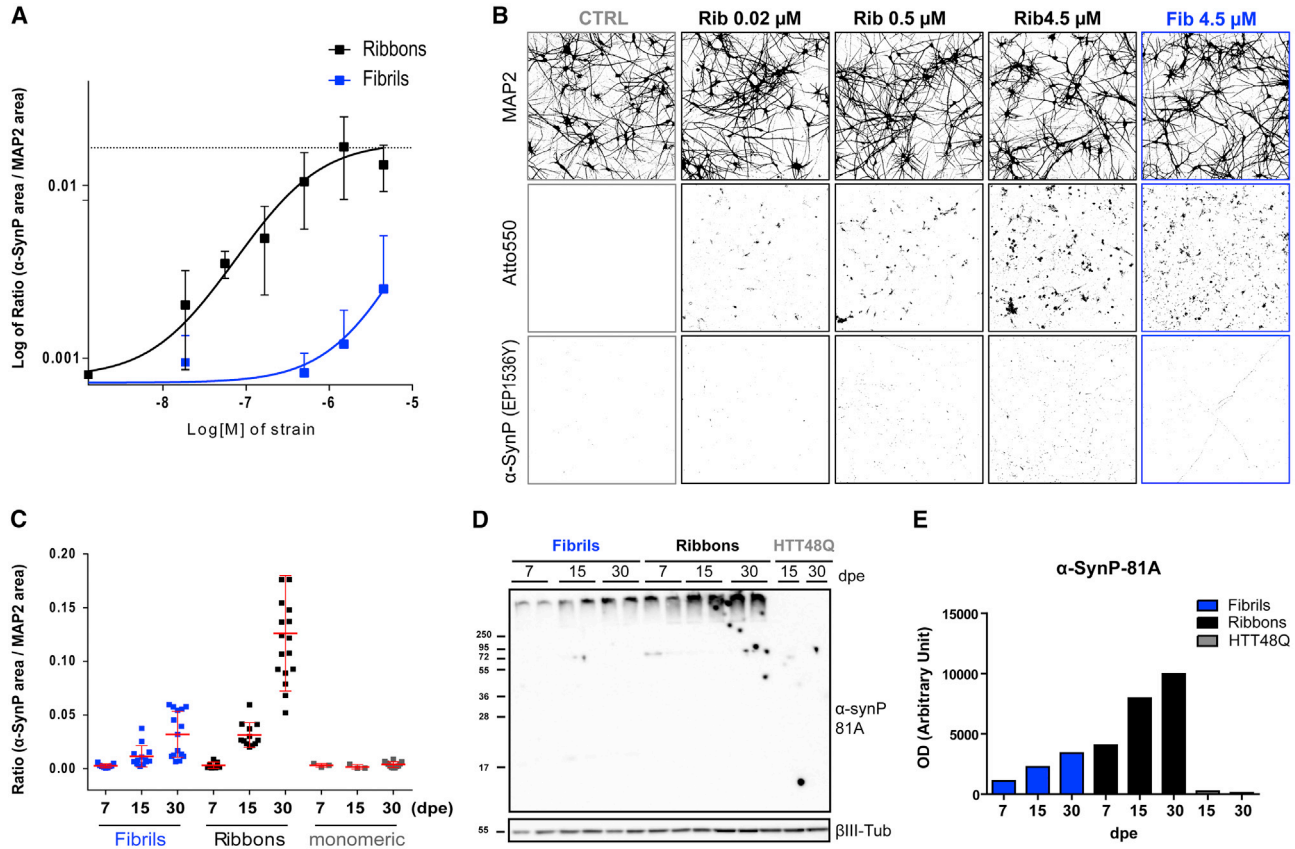 A
Ribbons
Fibrils
Log of Ratio (α-SynP area / MAP2 area)
0.01
0.001
-8 -7 -6 -5
Log[M] of strain
B
CTRL Rib 0.02 µM Rib 0.5 µM Rib4.5 µM Fib 4.5 µM
MAP2
Atto550
α-SynP (EP1536Y)
C
Ratio (α-SynP area / MAP2 area)
0.20
0.15
0.10
0.05
0.00
7 15 30 7 15 30 7 15 30 (dpe)
Fibrils Ribbons monomeric
D
Fibrils Ribbons HTT48Q
7 15 30 7 15 30 15 30 dpe
250
95
72
55
36
28
17
α-synP
81A
55
βIII-Tub
E
α-SynP-81A
Fibrils
Ribbons
HTT48Q
OD (Arbitrary Unit)
15000
10000
5000
0
7 15 30 7 15 30 15 30
dpe